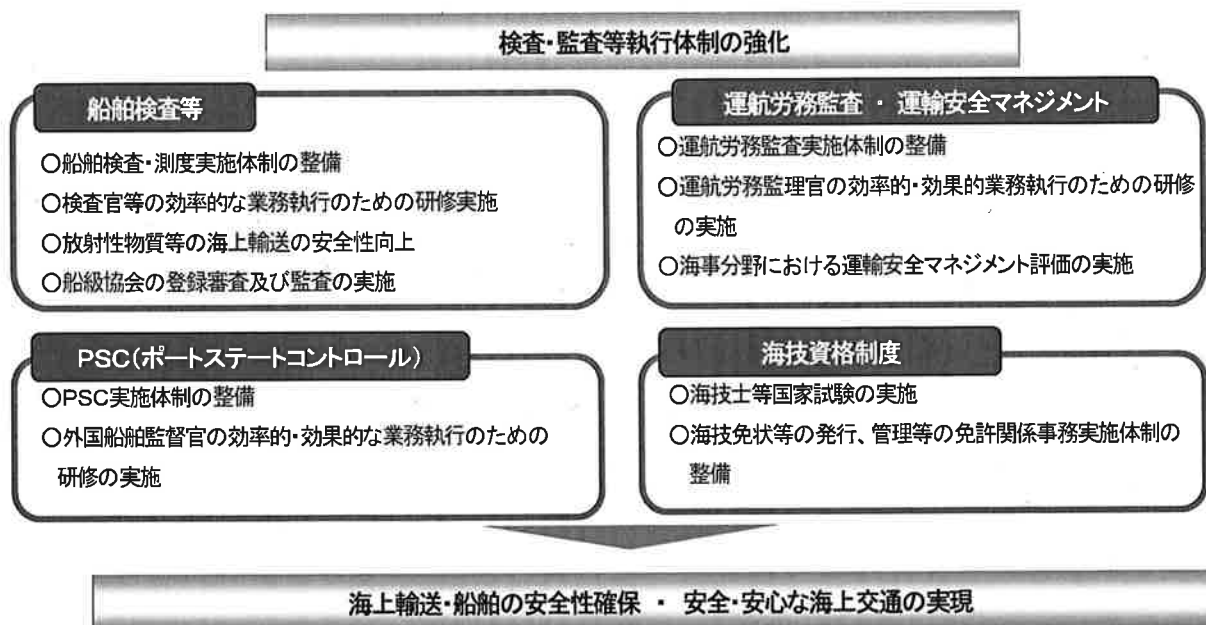 検査・監査等執行体制の強化
船舶検査等
○船舶検査・測度実施体制の整備
○検査官等の効率的な業務執行のための研修実施
○放射性物質等の海上輸送の安全性向上
○船級協会の登録審査及び監査の実施
運航労務監査 ・ 運輸安全マネジメント
○運航労務監査実施体制の整備
○運航労務監理官の効率的・効果的業務執行のための研修
の実施
○海事分野における運輸安全マネジメント評価の実施
PSC(ポートステートコントロール)
○PSC実施体制の整備
○外国船舶監督官の効率的・効果的な業務執行のための
研修の実施
海技資格制度
○海技士等国家試験の実施
○海技免状等の発行、管理等の免許関係事務実施体制の
整備
海上輸送・船舶の安全性確保 ・ 安全・安心な海上交通の実現